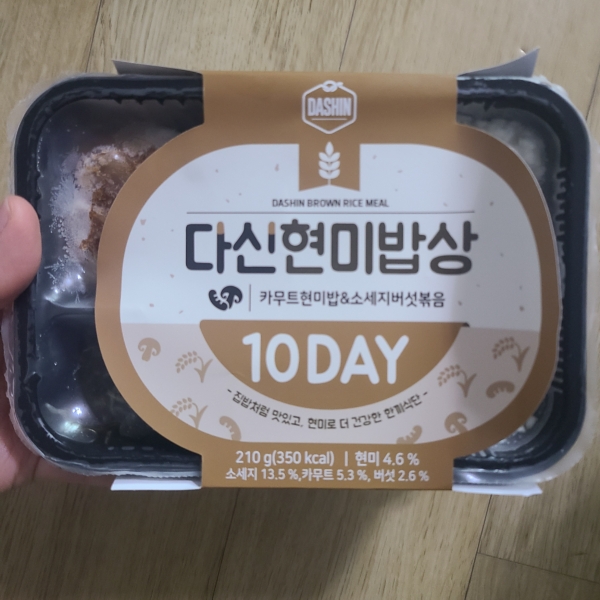 DASHIN
DASHIN BROWN RICE MEAL
다신현미밥상
카무트현미밥&소세지버섯볶음
10DAY
- 집밥처럼 맛있고, 현미로 더 건강한 한끼식단 -
210 g(350 kcal) | 현미 4.6 %
소세지 13.5 %,카무트 5.3 %, 버섯 2.6 %